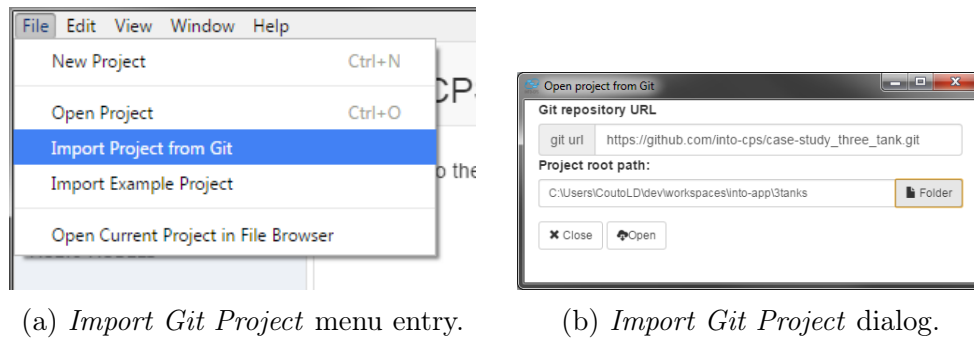 File Edit View Window Help
New Project Ctrl+N
Open Project Ctrl+O
Import Project from Git
Import Example Project
Open Current Project in File Browser
(a) Import Git Project menu entry.
Open project from Git
Git repository URL
git url https://github.com/into-cps/case-study_three_tank.git
Project root path:
C:\Users\CoutoLD\dev\workspaces\into-app\3tanks Folder
Close Open
(b) Import Git Project dialog.